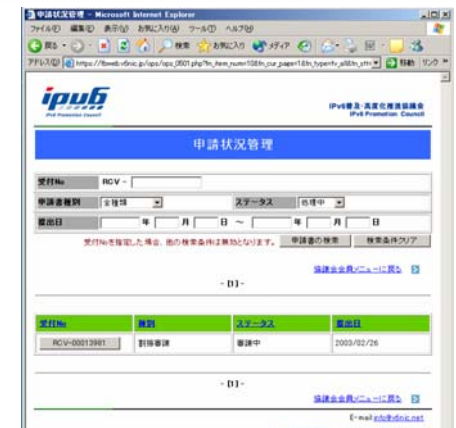 申請状況管理 - Microsoft Internet Explorer
ファイル(F) 編集(E) 表示(V) お気に入り(A) ツール(T) ヘルプ(H)
戻る 検索 お気に入り メディア
アドレス(D) 移動 リンク
ipv6
IPv6 Promotion Council
IPv6普及・高度化推進協議会
IPv6 Promotion Council
申請状況管理
受付No RCV -
申請書種別 全種類 ステータス 処理中
提出日 年 月 日 ~ 年 月 日
受付Noを指定した場合、他の検索条件は無効となります。 申請書の検索 検索条件クリア
協議会会員メニューに戻る
- [1] -
受付No 種別 ステータス 提出日
RCV-00013981 割振審議 審議中 2003/02/26
- [1] -
協議会会員メニューに戻る
E-mail:info@v6nic.net